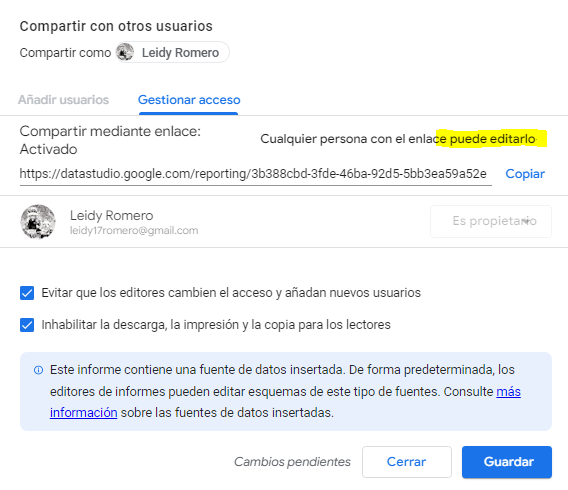 Compartir con otros usuarios
Compartir como Leidy Romero
Añadir usuarios Gestionar acceso
Compartir mediante enlace: Cualquier persona con el enlace puede editarlo
Activado
https://datastudio.google.com/reporting/3b388cbd-3fde-46ba-92d5-5bb3ea59a52e Copiar
Leidy Romero Es propietario
leidy17romero@gmail.com
Evitar que los editores cambien el acceso y añadan nuevos usuarios
Inhabilitar la descarga, la impresión y la copia para los lectores
Este informe contiene una fuente de datos insertada. De forma predeterminada, los
editores de informes pueden editar esquemas de este tipo de fuentes. Consulte más
información sobre las fuentes de datos insertadas.
Cambios pendientes Cerrar Guardar